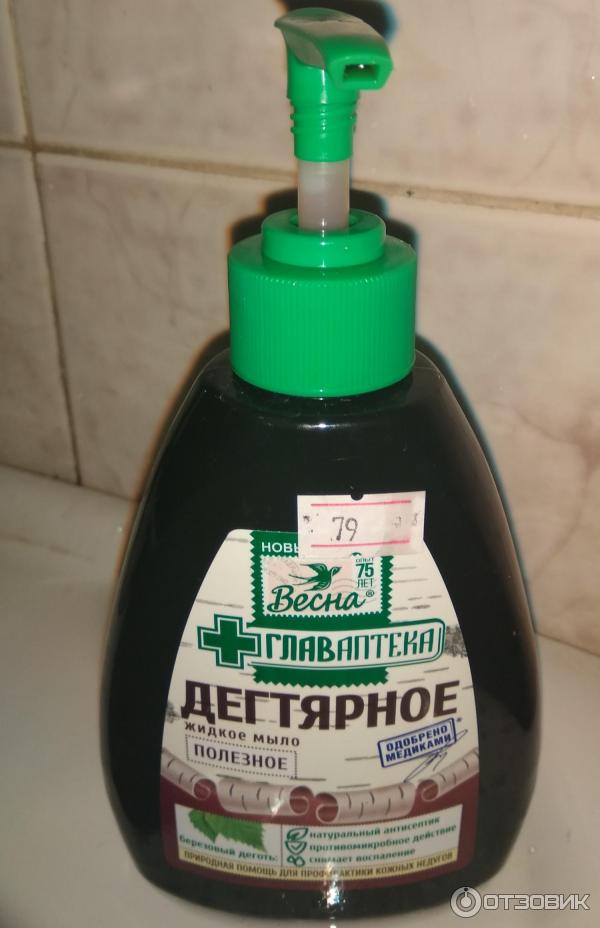 79
НОВЫ
ОПЫТ
75
ЛЕТ
Весна®
ГЛАВАПТЕКА
ДЕГТЯРНОЕ
жидкое мыло
ПОЛЕЗНОЕ
ОДОБРЕНО
МЕДИКАМИ*
березовый деготь:
натуральный антисептик
противомикробное действие
снимает воспаление
ПРИРОДНАЯ ПОМОЩЬ ДЛЯ ПРОФИЛАКТИКИ КОЖНЫХ НЕДУГОВ
ОТЗОВИК